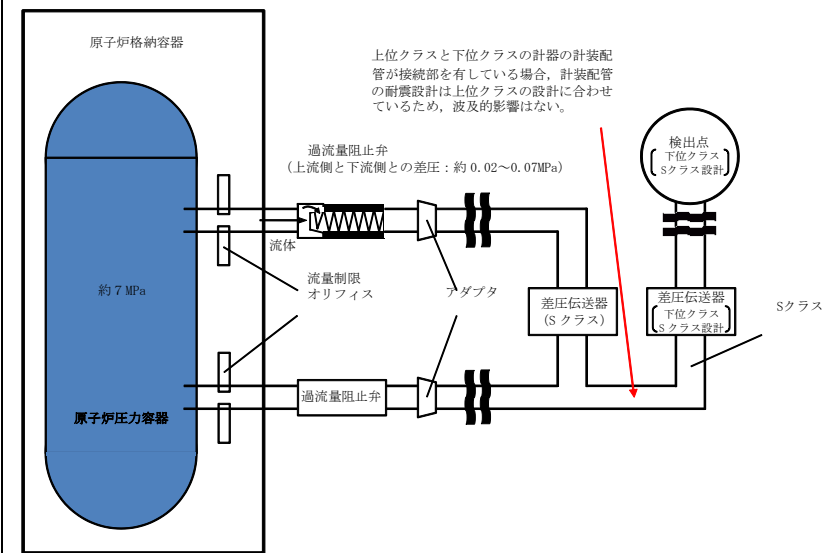 原子炉格納容器
上位クラスと下位クラスの計器の計装配
管が接続部を有している場合，計装配管
の耐震設計は上位クラスの設計に合わせ
ているため，波及的影響はない。
過流量阻止弁
（上流側と下流側との差圧：約 0.02～0.07MPa）
検出点
下位クラス
Sクラス設計
流体
約７MPa
流量制限
オリフィス
アダプタ
差圧伝送器
（S クラス）
差圧伝送器
下位クラス
S クラス設計
Sクラス
過流量阻止弁
原子炉圧力容器